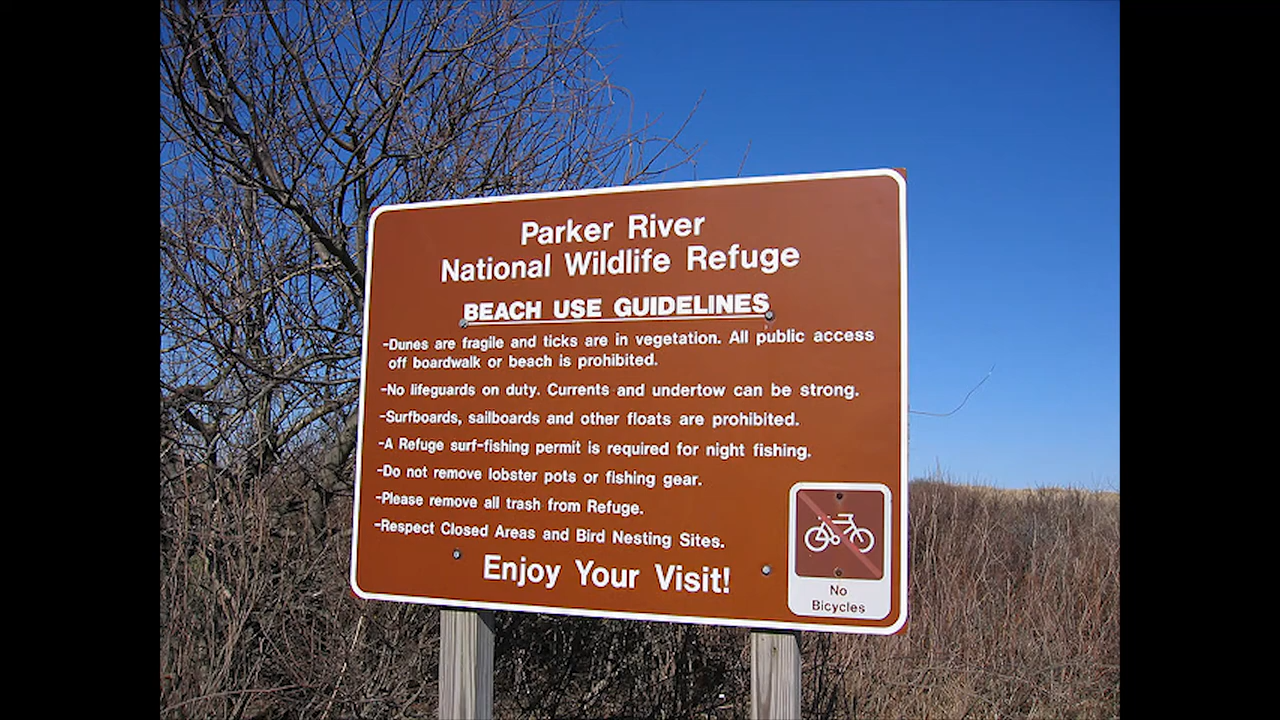 Parker River
National Wildlife Refuge
BEACH USE GUIDELINES
-Dunes are fragile and ticks are in vegetation. All public access
off boardwalk or beach is prohibited.
-No lifeguards on duty. Currents and undertow can be strong.
-Surfboards, sailboards and other floats are prohibited.
-A Refuge surf-fishing permit is required for night fishing.
-Do not remove lobster pots or fishing gear.
-Please remove all trash from Refuge.
-Respect Closed Areas and Bird Nesting Sites.
Enjoy Your Visit!
No
Bicycles